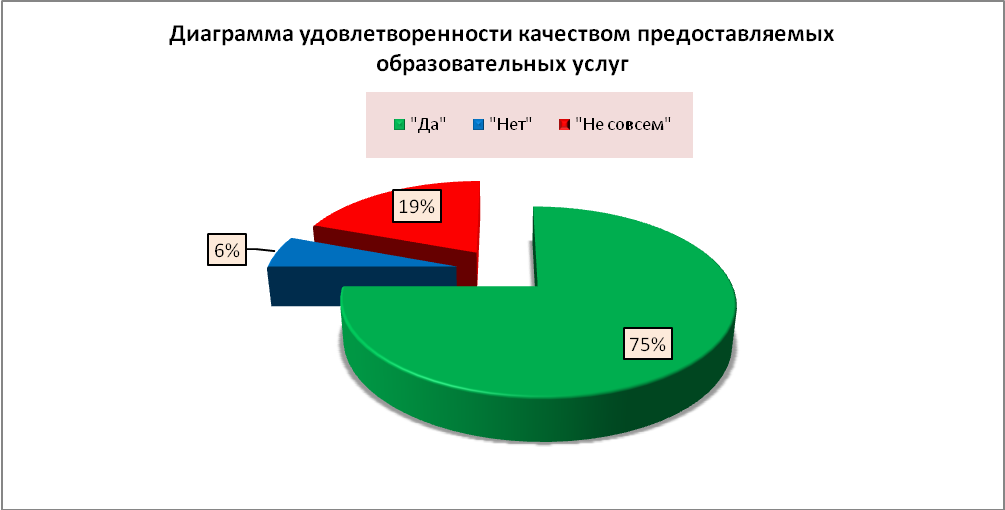 Диаграмма удовлетворенности качеством предоставляемых
образовательных услуг
"Да" "Нет" "Не совсем"
19%
6%
75%